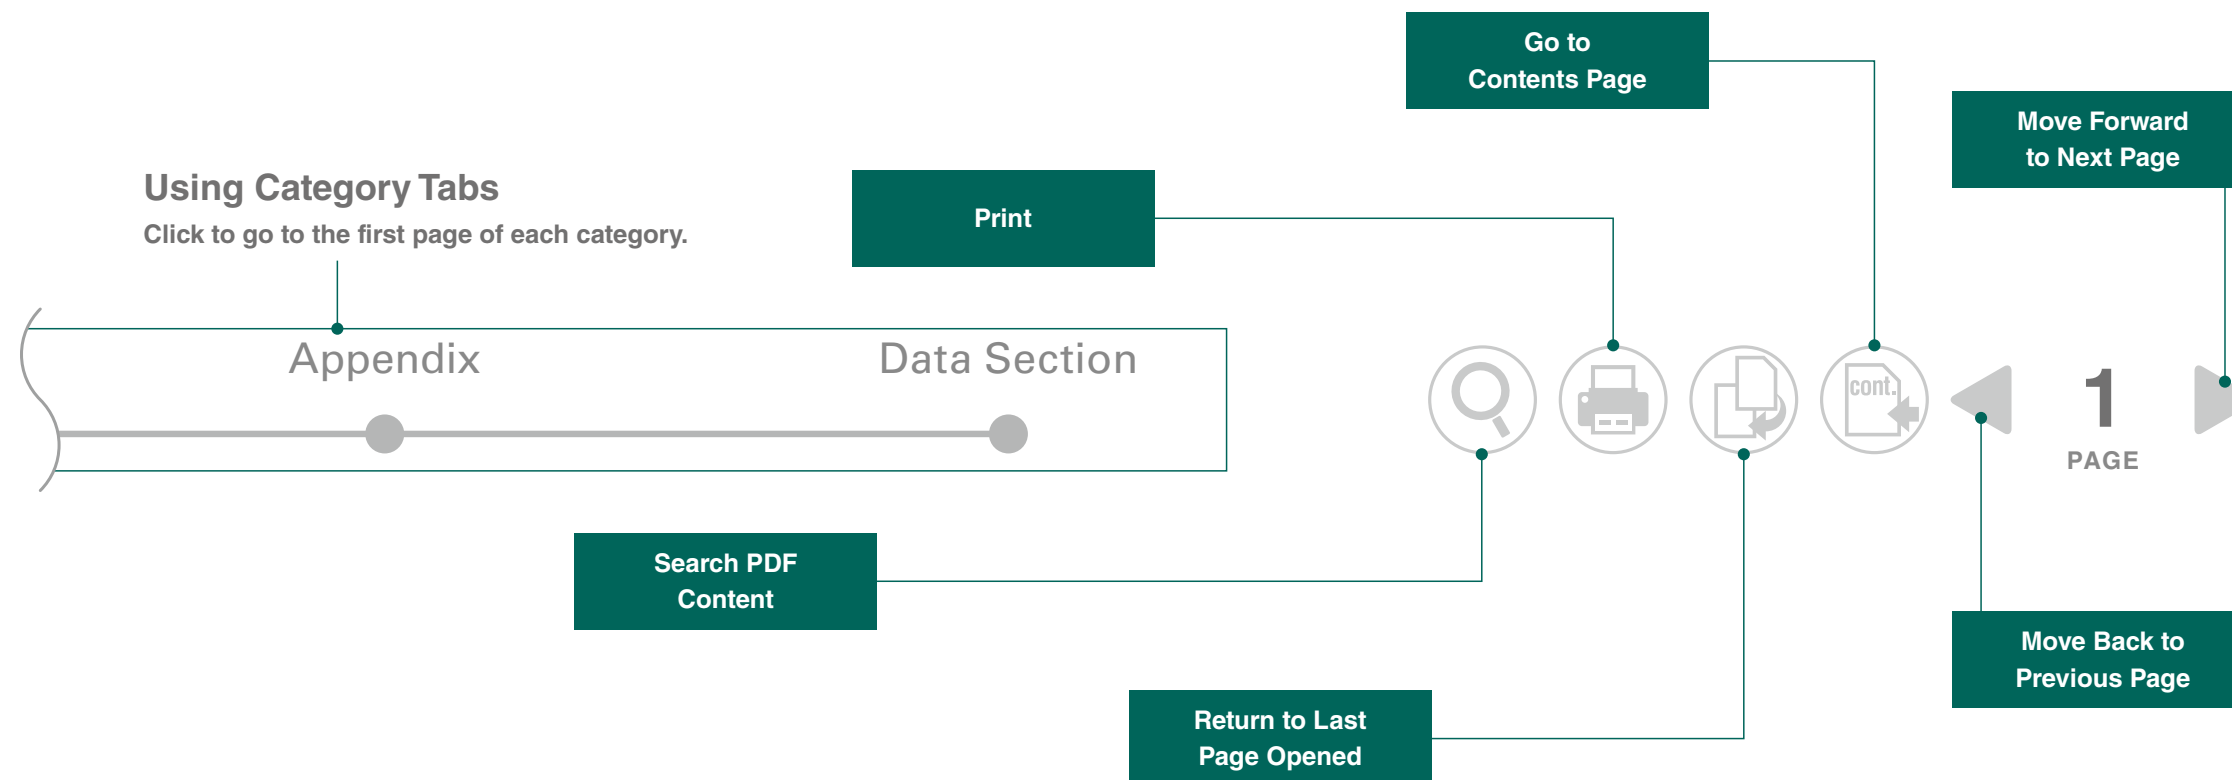 Go to
Contents Page
Move Forward
to Next Page
Using Category Tabs
Click to go to the first page of each category.
Print
Appendix
Data Section
cont.
1
PAGE
Search PDF
Content
Move Back to
Previous Page
Return to Last
Page Opened